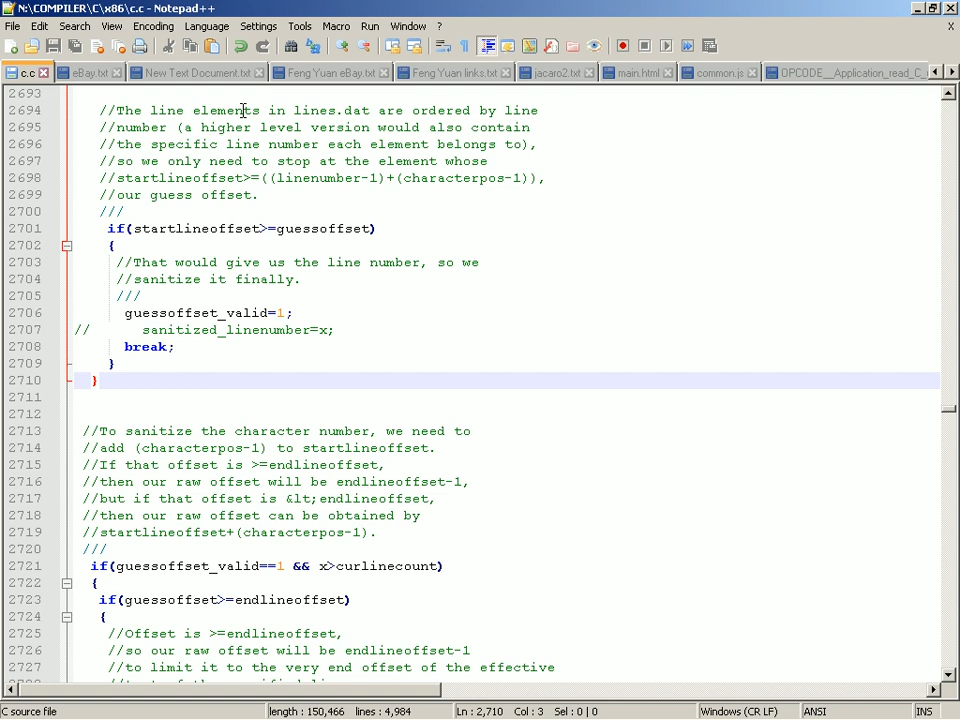 N:\COMPILER\C\x86\c.c - Notepad++
File Edit Search View Encoding Language Settings Tools Macro Run Window ? X
c.c eBay.txt New Text Document.txt Feng Yuan eBay.txt Feng Yuan links.txt jacaro2.txt main.html common.js OPCODE__Application_read_C_
2693
2694 //The line elements in lines.dat are ordered by line
2695 //number (a higher level version would also contain
2696 //the specific line number each element belongs to),
2697 //so we only need to stop at the element whose
2698 //startlineoffset>=((linenumber-1)+(characterpos-1)),
2699 //our guess offset.
2700 ///
2701 if(startlineoffset>=guessoffset)
2702 {
2703 //That would give us the line number, so we
2704 //sanitize it finally.
2705 ///
2706 guessoffset_valid=1;
2707 // sanitized_linenumber=x;
2708 break;
2709 }
2710 }
2711
2712
2713 //To sanitize the character number, we need to
2714 //add (characterpos-1) to startlineoffset.
2715 //If that offset is >=endlineoffset,
2716 //then our raw offset will be endlineoffset-1,
2717 //but if that offset is &lt;endlineoffset,
2718 //then our raw offset can be obtained by
2719 //startlineoffset+(characterpos-1).
2720 ///
2721 if(guessoffset_valid==1 && x>curlinecount)
2722 {
2723 if(guessoffset>=endlineoffset)
2724 {
2725 //Offset is >=endlineoffset,
2726 //so our raw offset will be endlineoffset-1
2727 //to limit it to the very end offset of the effective
C source file length : 150,466 lines : 4,984 Ln : 2,710 Col : 3 Sel : 0 | 0 Windows (CR LF) ANSI INS